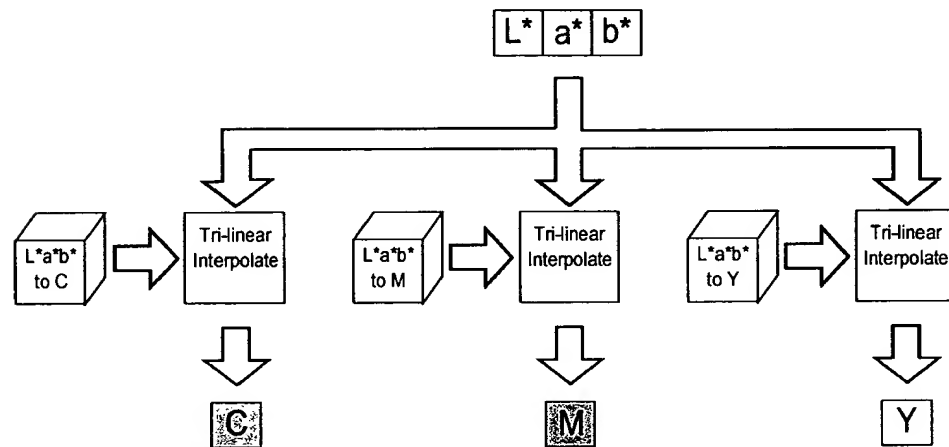 L* a* b*
L*a*b*
to C
Tri-linear
Interpolate
L*a*b*
to M
Tri-linear
Interpolate
L*a*b*
to Y
Tri-linear
Interpolate
C
M
Y